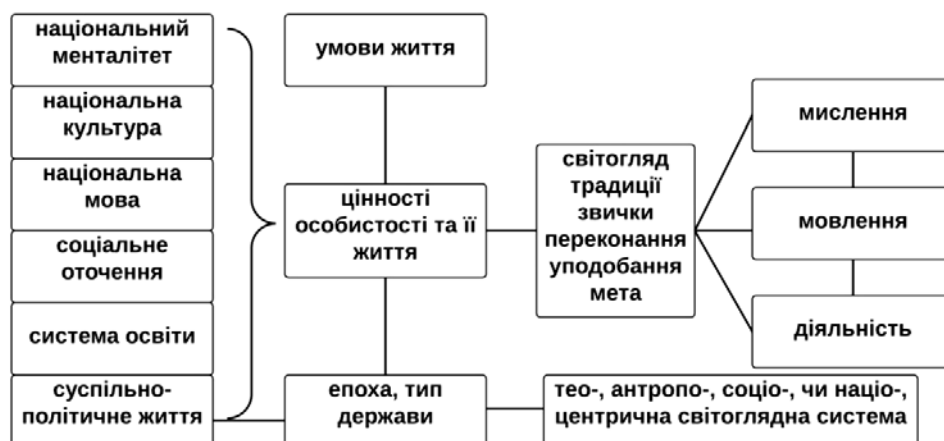 національний
менталітет
національна
культура
національна
мова
соціальне
оточення
система освіти
суспільно-
політичне життя
умови життя
цінності
особистості та її
життя
епоха, тип
держави
світогляд
традиції
звички
переконання
уподобання
мета
мислення
мовлення
діяльність
тео-, антропо-, соціо-, чи націо-,
центрична світоглядна система